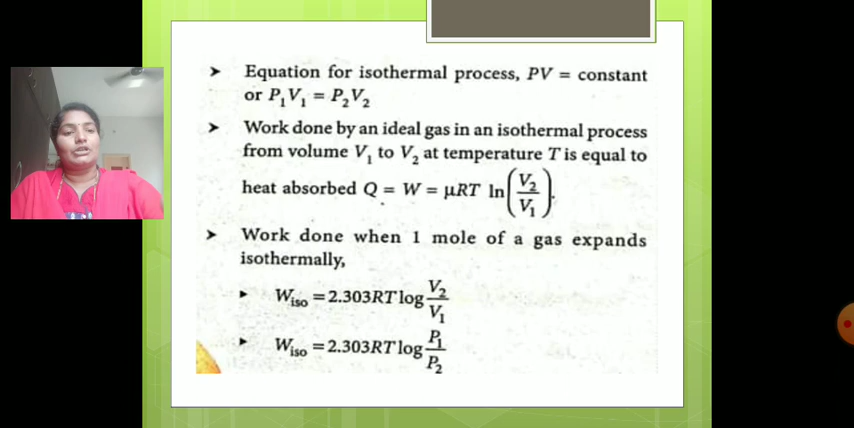 ➤ Equation for isothermal process, PV = constant
or P₁V₁ = P₂V₂
➤ Work done by an ideal gas in an isothermal process
from volume V₁ to V₂ at temperature T is equal to
heat absorbed Q = W = μRT ln(V₂/V₁).
➤ Work done when 1 mole of a gas expands
isothermally,
► Wiso = 2.303RT log V₂/V₁
► Wiso = 2.303RT log P₁/P₂